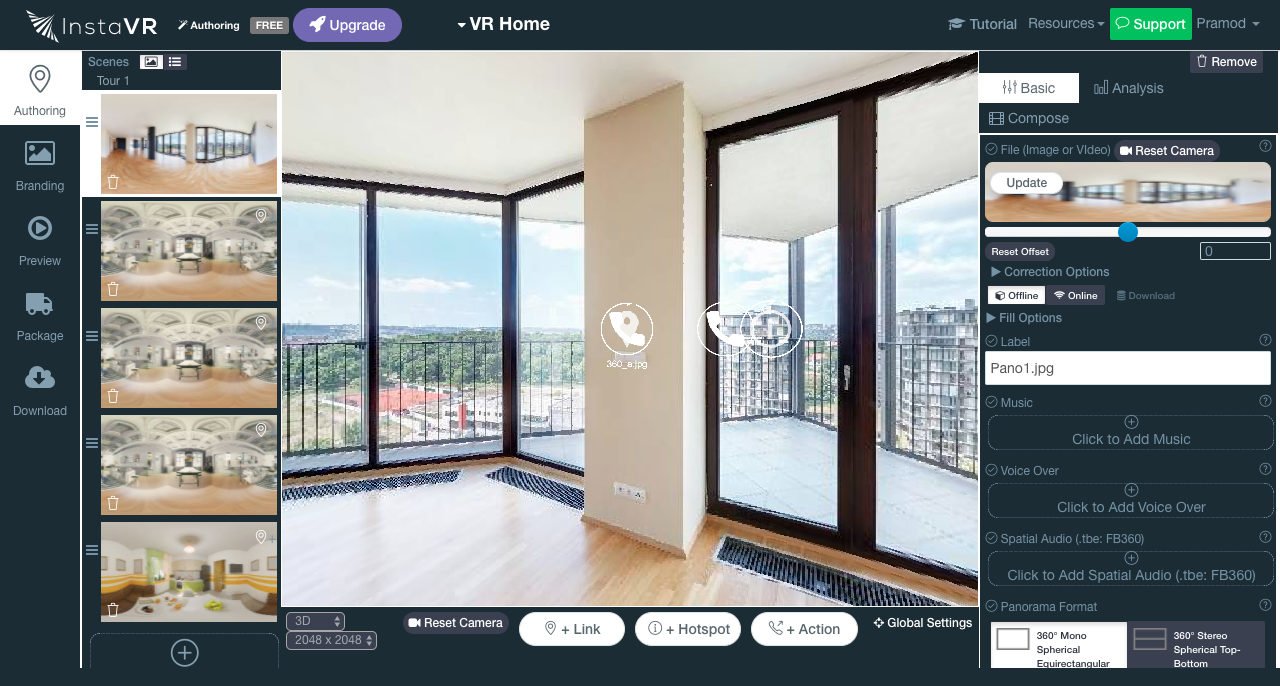 InstaVR
Authoring
FREE
Upgrade
VR Home
Tutorial
Resources
Support
Pramod
Authoring
Branding
Preview
Package
Download
Scenes
Tour 1
360_в.jpg
3D
2048 x 2048
Reset Camera
+ Link
+ Hotspot
+ Action
Global Settings
Remove
Basic
Analysis
Compose
File (Image or VIdeo)
Reset Camera
Update
Reset Offset
0
Correction Options
Offline
Online
Download
Fill Options
Label
Pano1.jpg
Music
Click to Add Music
Voice Over
Click to Add Voice Over
Spatial Audio (.tbe: FB360)
Click to Add Spatial Audio (.tbe: FB360)
Panorama Format
360° Mono
Spherical
Equirectangular
360° Stereo
Spherical Top-
Bottom